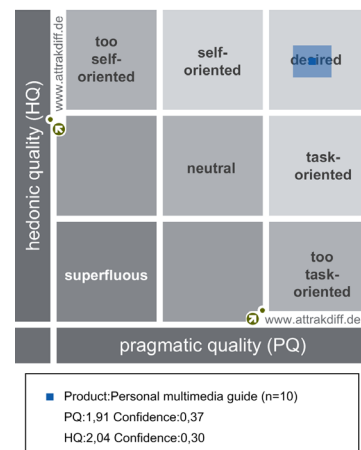 too
self-
oriented
self-
oriented
desired
www.attrakdiff.de
hedonic quality (HQ)
neutral
task-
oriented
superfluous
too
task-
oriented
www.attrakdiff.de
pragmatic quality (PQ)
Product:Personal multimedia guide (n=10)
PQ:1,91 Confidence:0,37
HQ:2,04 Confidence:0,30